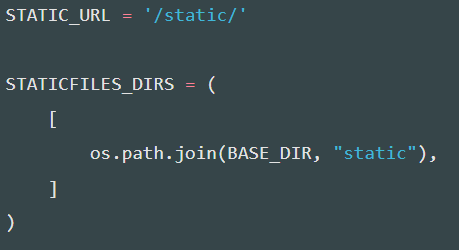 STATIC_URL = '/static/'
STATICFILES_DIRS = (
    [
        os.path.join(BASE_DIR, "static"),
    ]
)